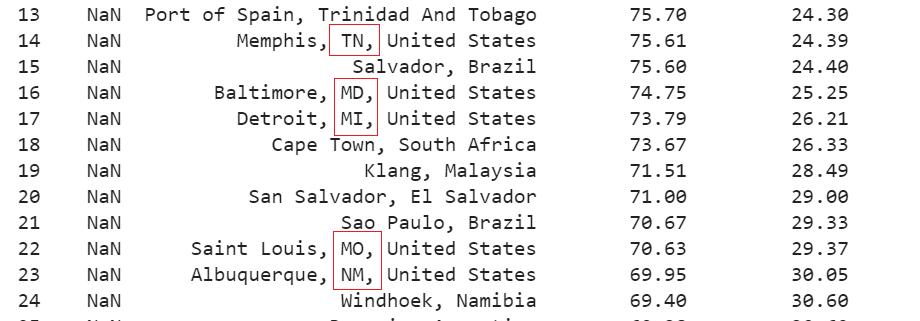 13 NaN Port of Spain, Trinidad And Tobago 75.70 24.30
14 NaN Memphis, TN, United States 75.61 24.39
15 NaN Salvador, Brazil 75.60 24.40
16 NaN Baltimore, MD, United States 74.75 25.25
17 NaN Detroit, MI, United States 73.79 26.21
18 NaN Cape Town, South Africa 73.67 26.33
19 NaN Klang, Malaysia 71.51 28.49
20 NaN San Salvador, El Salvador 71.00 29.00
21 NaN Sao Paulo, Brazil 70.67 29.33
22 NaN Saint Louis, MO, United States 70.63 29.37
23 NaN Albuquerque, NM, United States 69.95 30.05
24 NaN Windhoek, Namibia 69.40 30.60